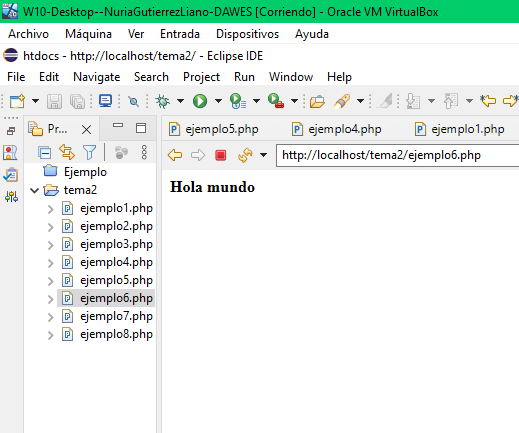 W10-Desktop--NuriaGutierrezLiano-DAWES [Corriendo] - Oracle VM VirtualBox
Archivo Máquina Ver Entrada Dispositivos Ayuda
htdocs - http://localhost/tema2/ - Eclipse IDE
File Edit Navigate Search Project Run Window Help
P... ejemplo5.php ejemplo4.php ejemplo1.php
http://localhost/tema2/ejemplo6.php
Ejemplo
Hola mundo
tema2
ejemplo1.php
ejemplo2.php
ejemplo3.php
ejemplo4.php
ejemplo5.php
ejemplo6.php
ejemplo7.php
ejemplo8.php